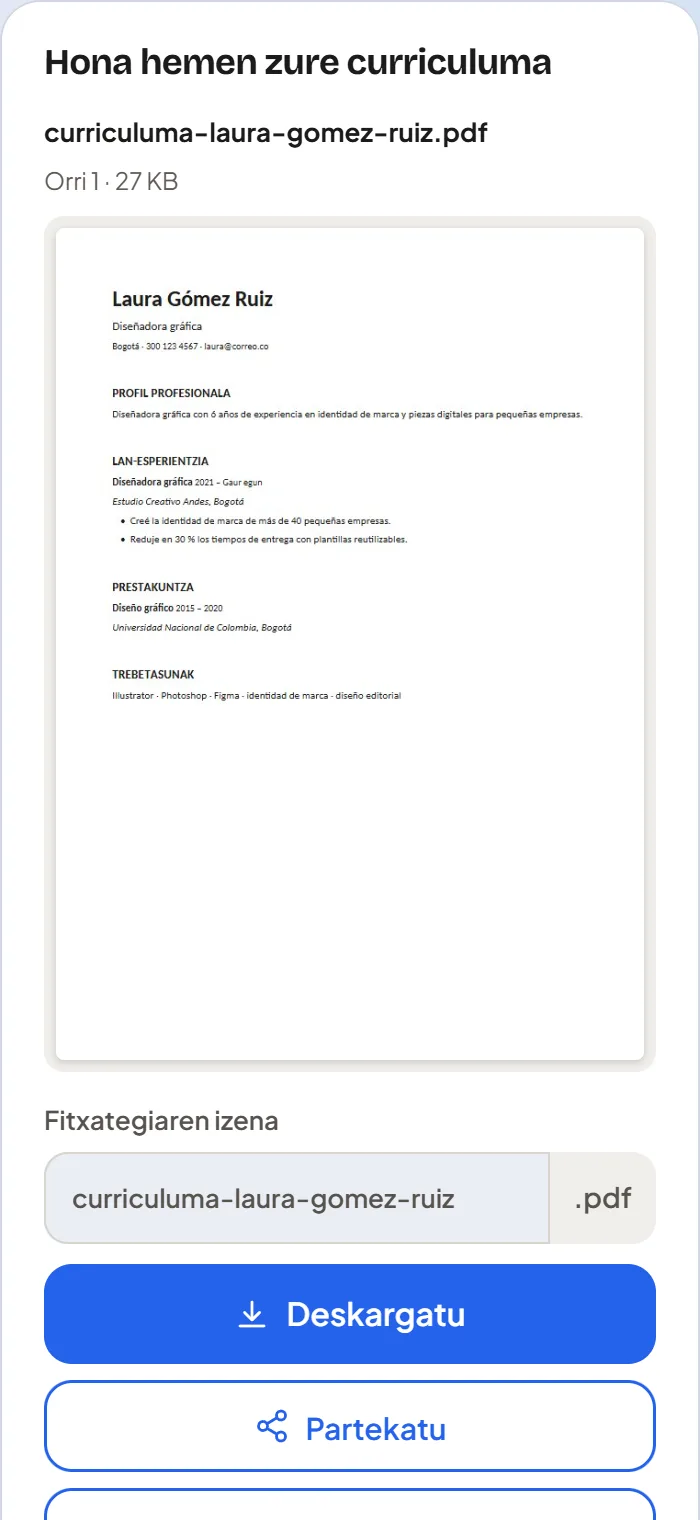 Hona hemen zure curriculuma
curriculuma-laura-gomez-ruiz.pdf
Orri 1 · 27 KB
Laura Gómez Ruiz
Diseñadora gráfica
Bogotá · 300 123 4567 · laura@correo.co
PROFIL PROFESIONALA
Diseñadora gráfica con 6 años de experiencia en identidad de marca y piezas digitales para pequeñas empresas.
LAN-ESPERIENTZIA
Diseñadora gráfica 2021 – Gaur egun
Estudio Creativo Andes, Bogotá
• Creé la identidad de marca de más de 40 pequeñas empresas.
• Reduje en 30 % los tiempos de entrega con plantillas reutilizables.
PRESTAKUNTZA
Diseño gráfico 2015 – 2020
Universidad Nacional de Colombia, Bogotá
TREBETASUNAK
Illustrator · Photoshop · Figma · identidad de marca · diseño editorial
Fitxategiaren izena
curriculuma-laura-gomez-ruiz .pdf
Deskargatu
Partekatu